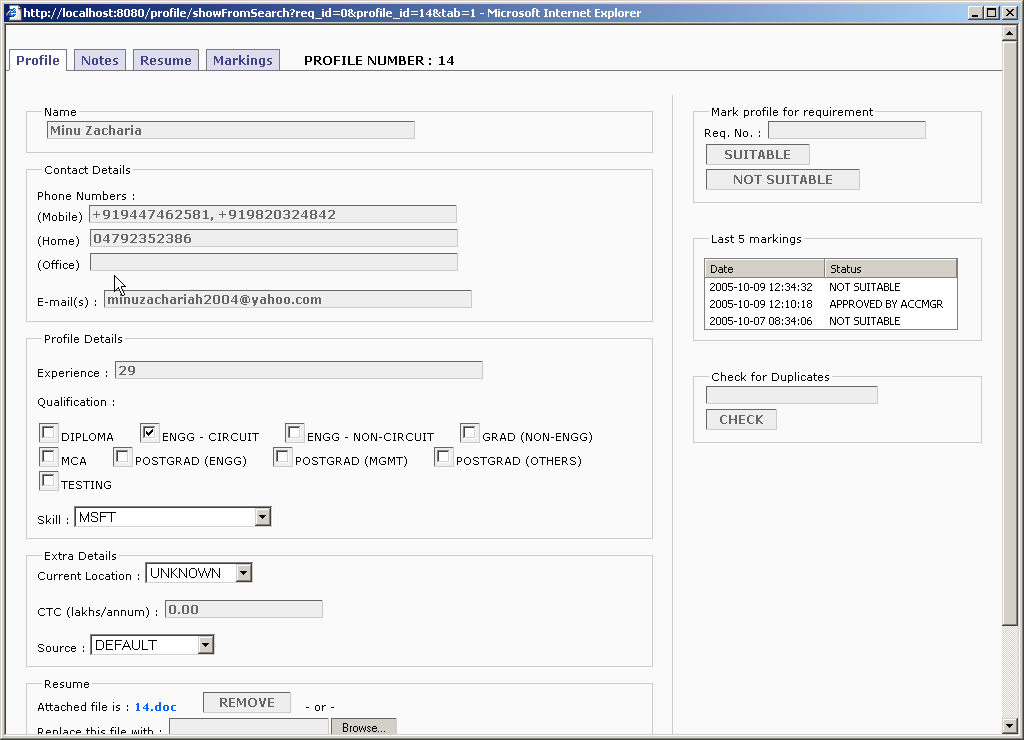 http://localhost:8080/profile/showFromSearch?req_id=0&profile_id=14&tab=1 - Microsoft Internet Explorer
Profile Notes Resume Markings PROFILE NUMBER : 14
Name
Minu Zacharia
Contact Details
Phone Numbers :
(Mobile) +919447462581, +919820324842
(Home) 04792352386
(Office)
E-mail(s) : minuzachariah2004@yahoo.com
Profile Details
Experience : 29
Qualification :
DIPLOMA ENGG - CIRCUIT ENGG - NON-CIRCUIT GRAD (NON-ENGG)
MCA POSTGRAD (ENGG) POSTGRAD (MGMT) POSTGRAD (OTHERS)
TESTING
Skill : MSFT
Extra Details
Current Location : UNKNOWN
CTC (lakhs/annum) : 0.00
Source : DEFAULT
Resume
Attached file is : 14.doc REMOVE - or -
Replace this file with : Browse...
Mark profile for requirement
Req. No. :
SUITABLE
NOT SUITABLE
Last 5 markings
Date Status
2005-10-09 12:34:32 NOT SUITABLE
2005-10-09 12:10:18 APPROVED BY ACCMGR
2005-10-07 08:34:06 NOT SUITABLE
Check for Duplicates
CHECK